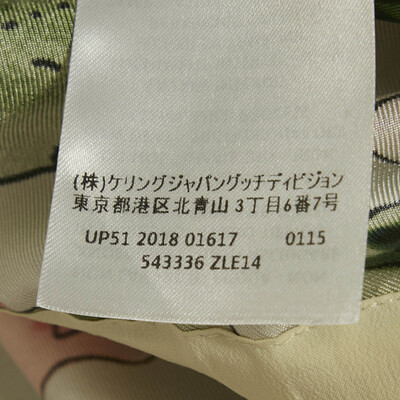 (株)ケリングジャパングッチディビジョン
東京都港区北青山3丁目6番7号
UP51 2018 01617 0115
543336 ZLE14